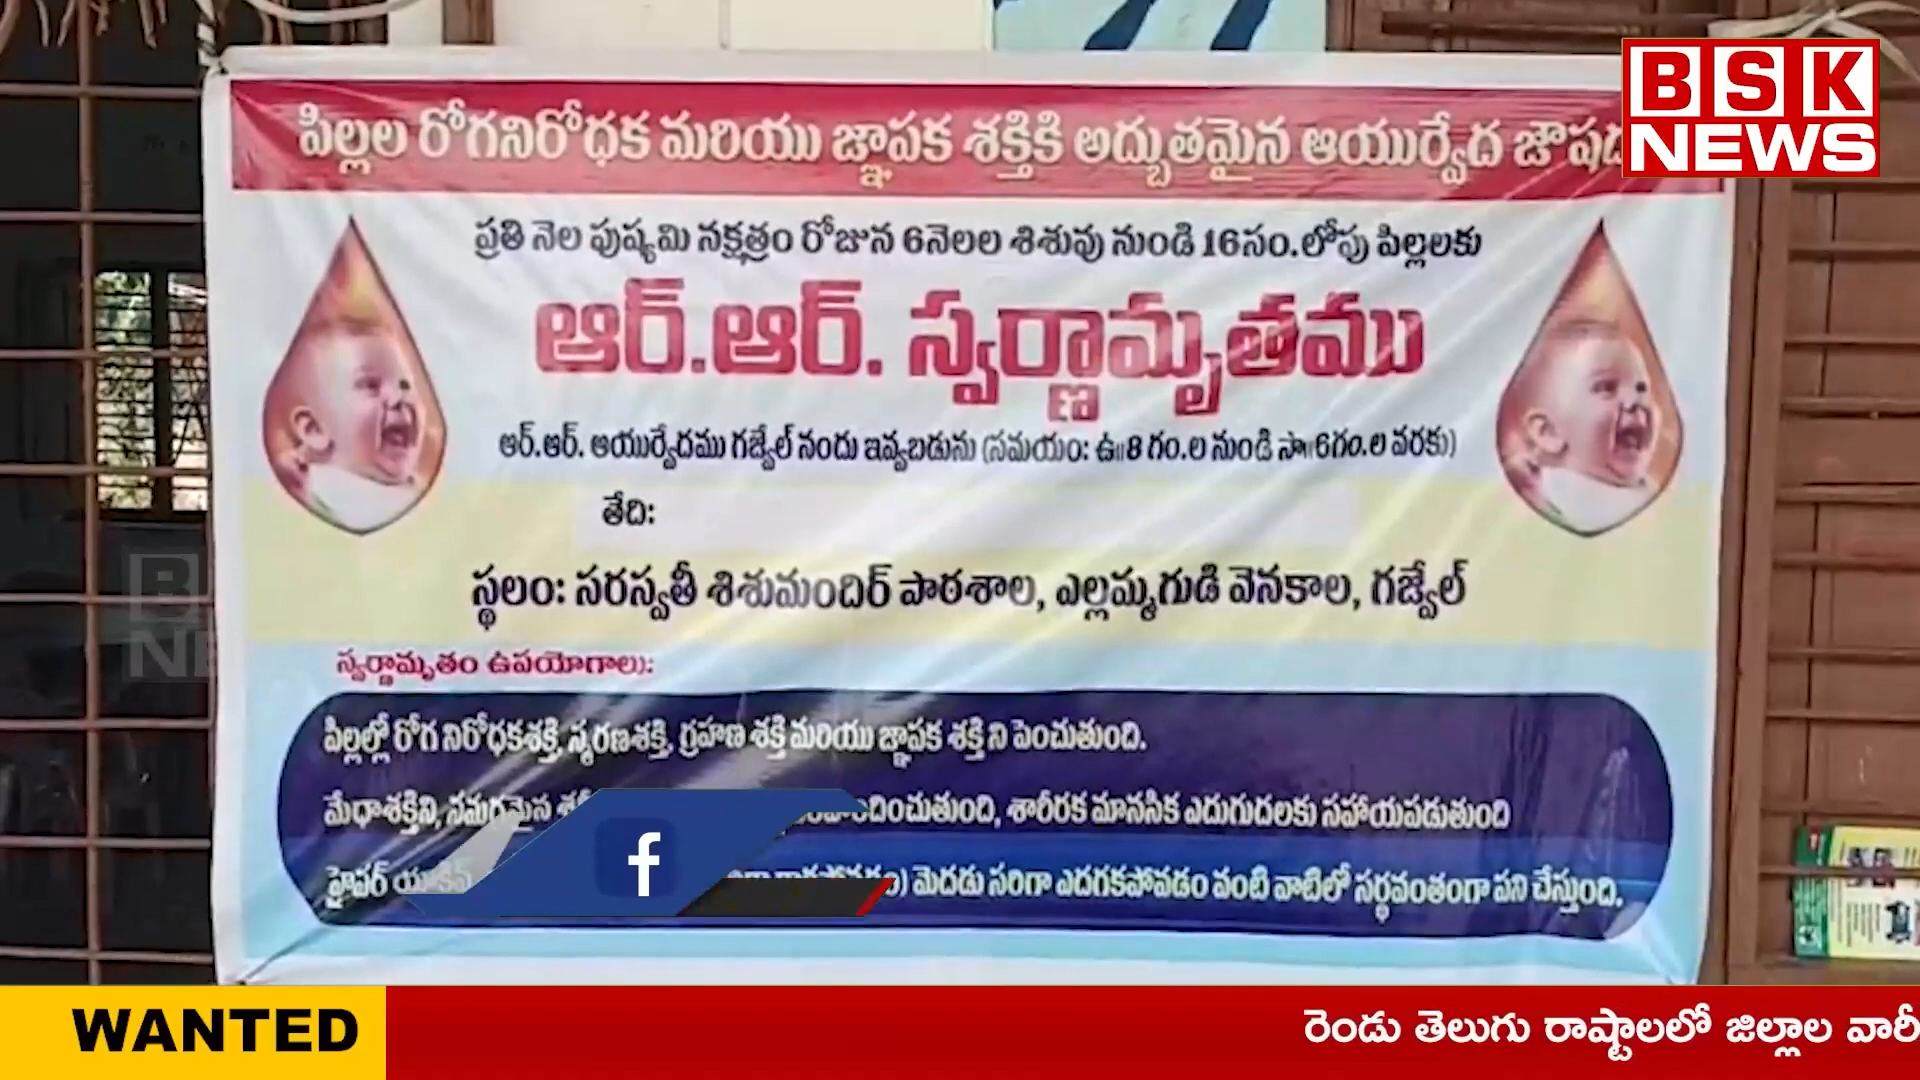 BSK
NEWS
పిల్లల రోగనిరోధక మరియు జ్ఞాపక శక్తికి అద్భుతమైన ఆయుర్వేద ఔషధ
ప్రతి నెల పుష్యమి నక్షత్రం రోజున 6నెలల శిశువు నుండి 16సం.లోపు పిల్లలకు
ఆర్.ఆర్. స్వర్ణామృతము
ఆర్.ఆర్. ఆయుర్వేదము గజ్వేల్ నందు ఇవ్వబడును (సమయం: ఉ॥8 గం.ల నుండి సా॥6గం.ల వరకు)
తేది:
స్థలం: సరస్వతీ శిశుమందిర్ పాఠశాల, ఎల్లమ్మగుడి వెనకాల, గజ్వేల్
స్వర్ణామృతం ఉపయోగాలు:
పిల్లల్లో రోగ నిరోధకశక్తి, స్మరణశక్తి, గ్రహణ శక్తి మరియు జ్ఞాపక శక్తిని పెంచుతుంది.
మేధాశక్తిని, శారీరక మానసిక ఎదుగుదలకు సహాయపడుతుంది
హైపర్ మెదడు సరిగా ఎదగకపోవడం వంటి వాటిలో సర్థవంతంగా పని చేస్తుంది.
f
WANTED
రెండు తెలుగు రాష్ట్రాలలో జిల్లాల వారీ